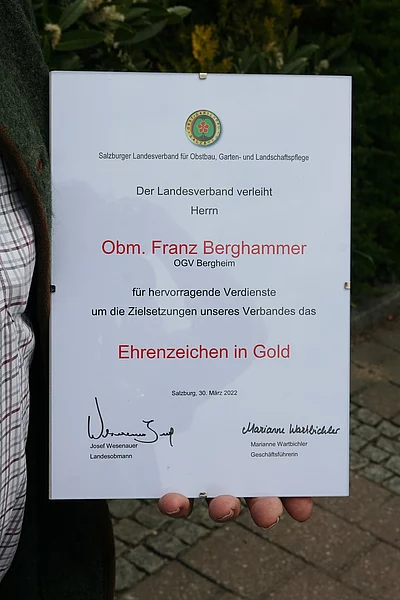 Salzburger Landesverband für Obstbau, Garten- und Landschaftspflege
Der Landesverband verleiht
Herrn
Obm. Franz Berghammer
OGV Bergheim
für hervorragende Verdienste
um die Zielsetzungen unseres Verbandes das
Ehrenzeichen in Gold
Salzburg, 30. März 2022
Marianne Wartbichler
Josef Wesenauer
Landesobmann
Marianne Wartbichler
Geschäftsführerin